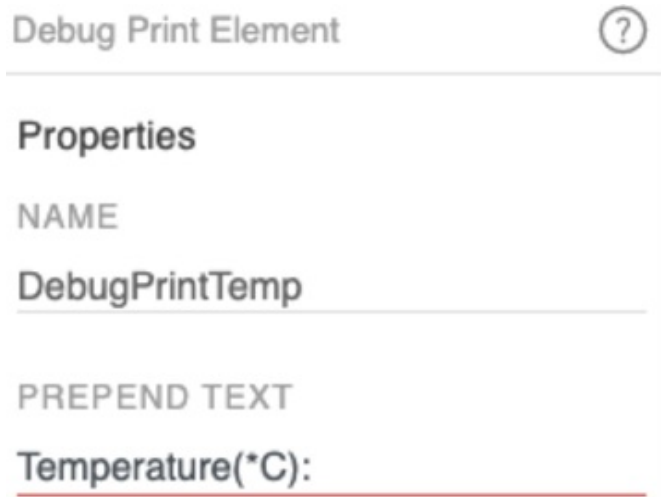 Debug Print Element ?
Properties
NAME
DebugPrintTemp
PREPEND TEXT
Temperature(*C):